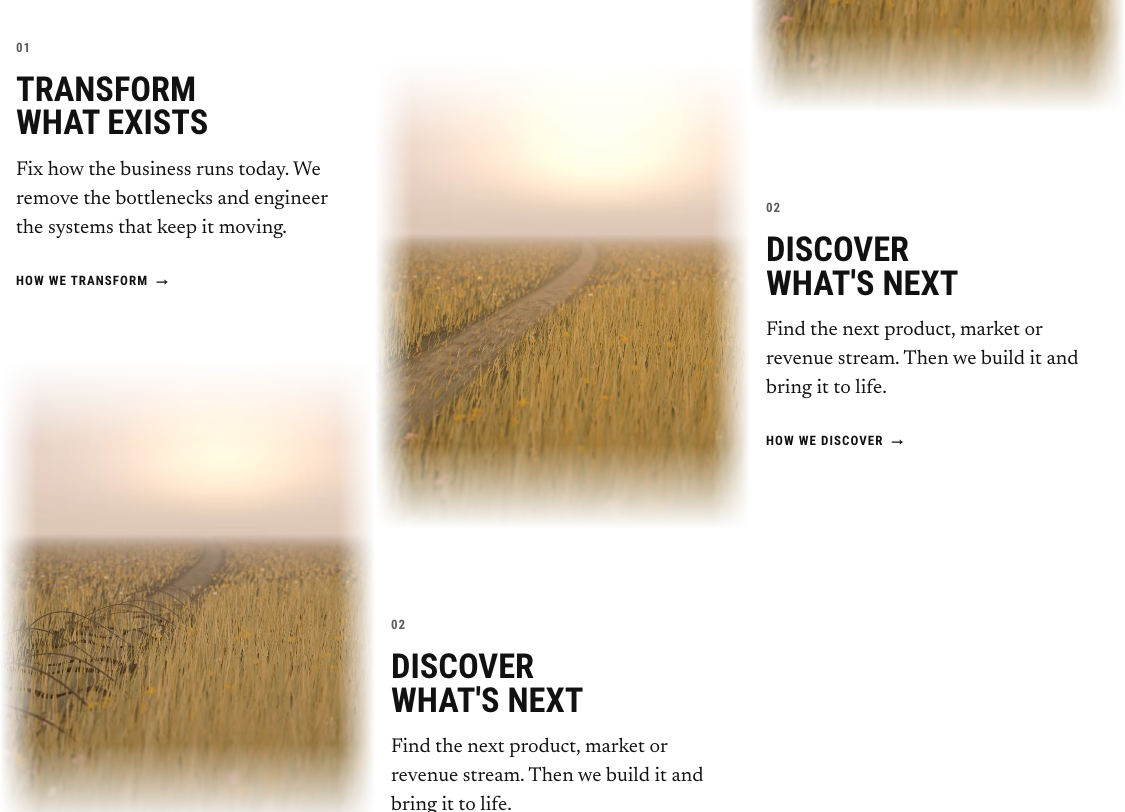 01
TRANSFORM
WHAT EXISTS
Fix how the business runs today. We
remove the bottlenecks and engineer
the systems that keep it moving.
HOW WE TRANSFORM →
02
DISCOVER
WHAT'S NEXT
Find the next product, market or
revenue stream. Then we build it and
bring it to life.
HOW WE DISCOVER →
02
DISCOVER
WHAT'S NEXT
Find the next product, market or
revenue stream. Then we build it and
bring it to life.